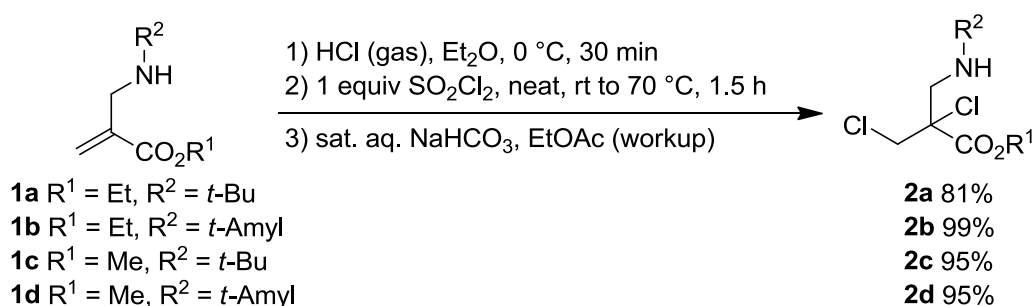 R²
NH
CO₂R¹
1) HCl (gas), Et₂O, 0 °C, 30 min
2) 1 equiv SO₂Cl₂, neat, rt to 70 °C, 1.5 h
3) sat. aq. NaHCO₃, EtOAc (workup)
R²
NH
Cl
Cl
CO₂R¹
1a R¹ = Et, R² = t-Bu
1b R¹ = Et, R² = t-Amyl
1c R¹ = Me, R² = t-Bu
1d R¹ = Me, R² = t-Amyl
2a 81%
2b 99%
2c 95%
2d 95%